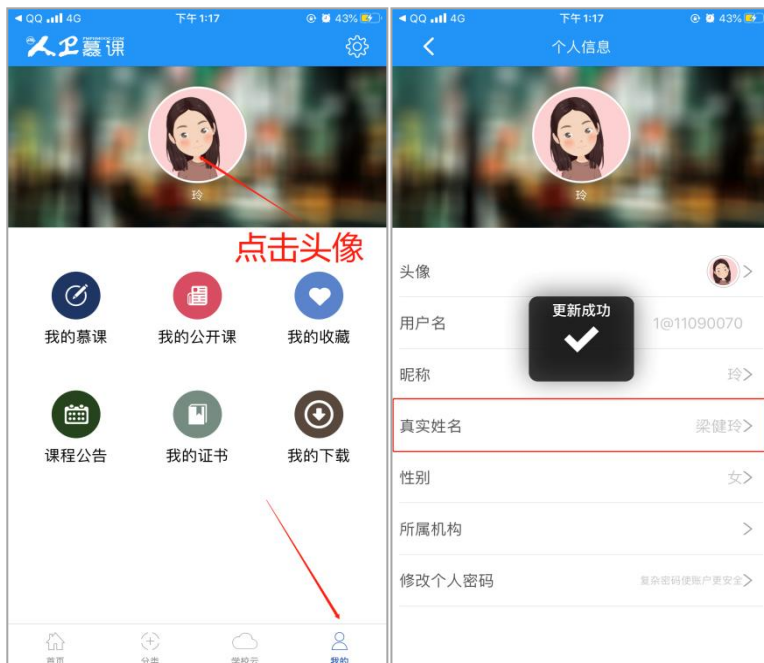 QQ 4G
下午1:17
43%
人卫慕课
玲
点击头像
我的慕课
我的公开课
我的收藏
课程公告
我的证书
我的下载
首页
分类
学校云
我的
QQ 4G
下午1:17
43%
个人信息
玲
头像
更新成功
用户名
1@11090070
昵称
玲
真实姓名
梁健玲
性别
女
所属机构
修改个人密码
复杂密码使账户更安全